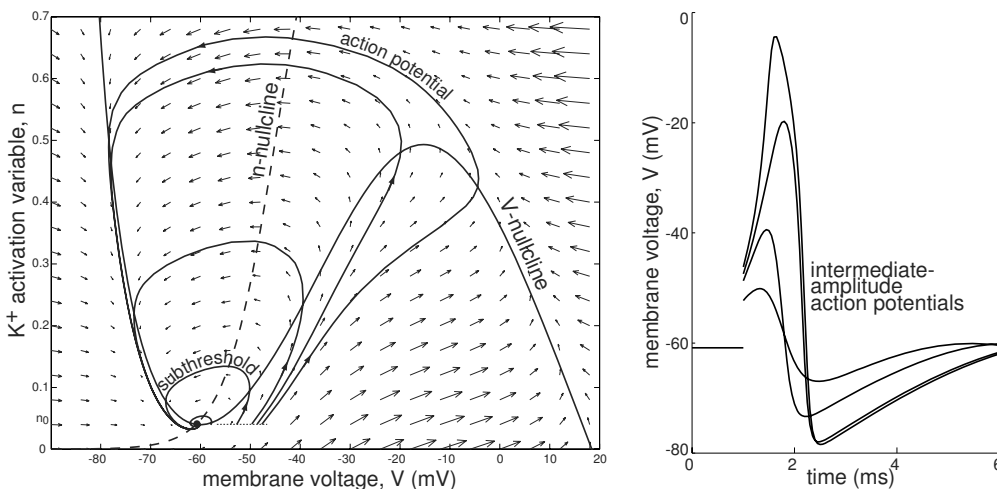 0.7
0.6
0.5
0.4
0.3
0.2
0.1
n0
0
K+ activation variable, n
-80
-70
-60
-50
-40
-30
-20
-10
0
10
20
membrane voltage, V (mV)
action potential
n-nullcline
V-nullcline
subthreshold
0
-20
-40
-60
-80
membrane voltage, V (mV)
intermediate-
amplitude
action potentials
0
2
4
6
time (ms)